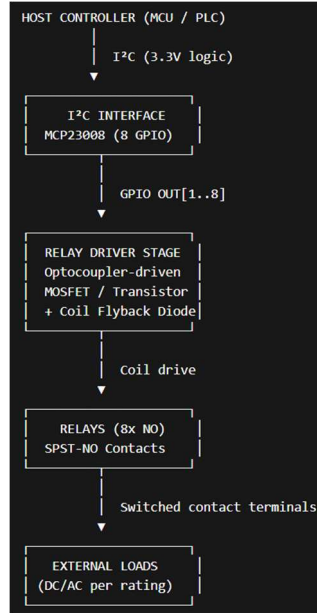 HOST CONTROLLER (MCU / PLC)
I²C (3.3V logic)
I²C INTERFACE
MCP23008 (8 GPIO)
GPIO OUT[1..8]
RELAY DRIVER STAGE
Optocoupler-driven
MOSFET / Transistor
+ Coil Flyback Diode
Coil drive
RELAYS (8x NO)
SPST-NO Contacts
Switched contact terminals
EXTERNAL LOADS
(DC/AC per rating)